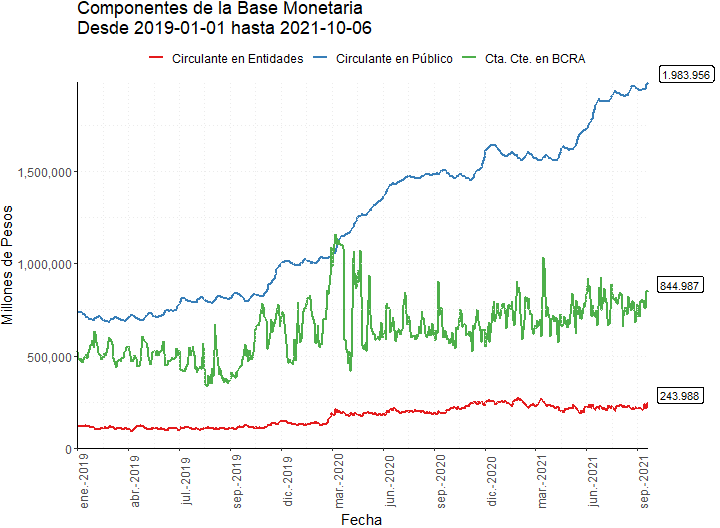 Componentes de la Base Monetaria
Desde 2019-01-01 hasta 2021-10-06
Circulante en Entidades
Circulante en Público
Cta. Cte. en BCRA
1.983.956
1,500,000
1,000,000
844.987
500,000
243.988
0
Millones de Pesos
ene.-2019
abr.-2019
jul.-2019
sep.-2019
dic.-2019
mar.-2020
jun.-2020
sep.-2020
dic.-2020
mar.-2021
jun.-2021
sep.-2021
Fecha